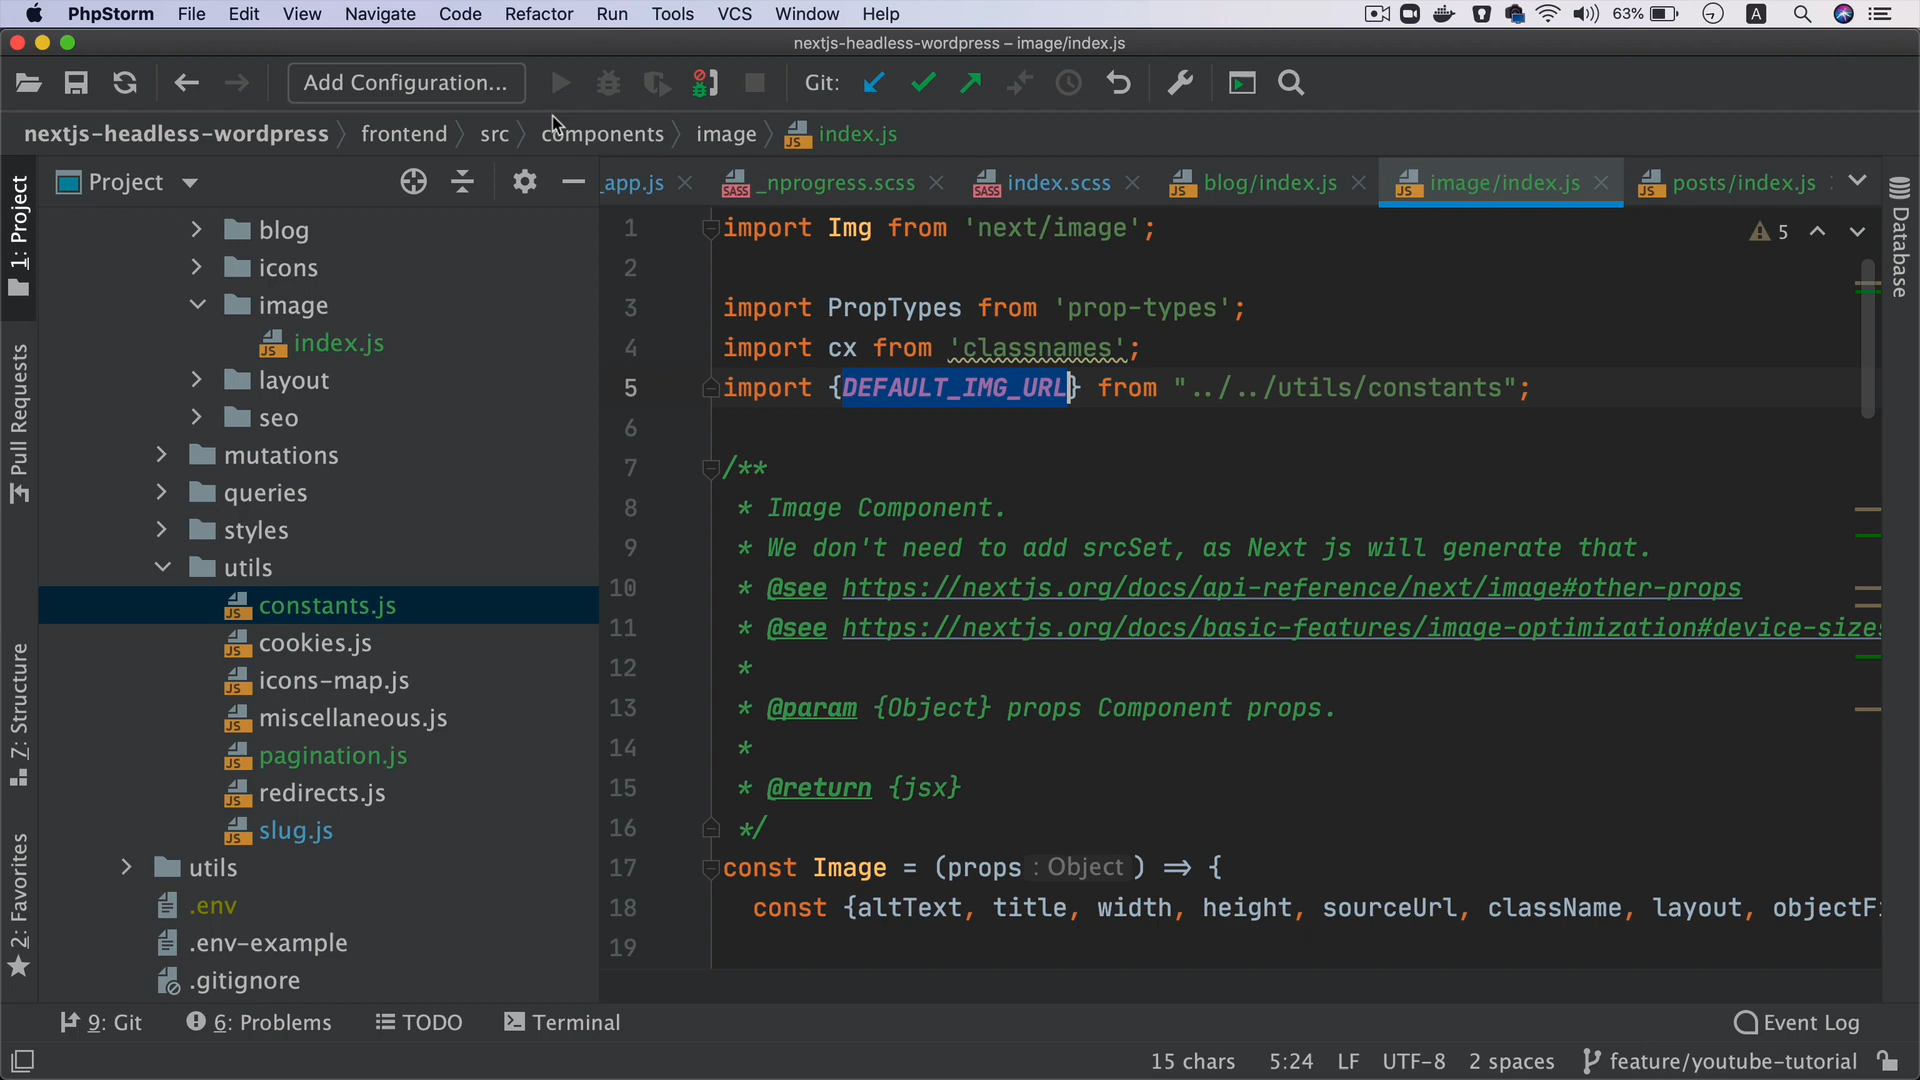 PhpStorm File Edit View Navigate Code Refactor Run Tools VCS Window Help 63% A
nextjs-headless-wordpress – image/index.js
Add Configuration... Git:
nextjs-headless-wordpress frontend src components image index.js
Project
_app.js _nprogress.scss index.scss blog/index.js image/index.js posts/index.js
1: Project
Pull Requests
Z: Structure
2: Favorites
Database
blog
icons
image
index.js
layout
seo
mutations
queries
styles
utils
constants.js
cookies.js
icons-map.js
miscellaneous.js
pagination.js
redirects.js
slug.js
utils
.env
.env-example
.gitignore
5
1 import Img from 'next/image';
2
3 import PropTypes from 'prop-types';
4 import cx from 'classnames';
5 import {DEFAULT_IMG_URL} from "../../utils/constants";
6
7 /**
8 * Image Component.
9 * We don't need to add srcSet, as Next js will generate that.
10 * @see https://nextjs.org/docs/api-reference/next/image#other-props
11 * @see https://nextjs.org/docs/basic-features/image-optimization#device-sizes
12 *
13 * @param {Object} props Component props.
14 *
15 * @return {jsx}
16 */
17 const Image = (props : Object ) => {
18 const {altText, title, width, height, sourceUrl, className, layout, objectFi
19
9: Git 6: Problems TODO Terminal Event Log
15 chars 5:24 LF UTF-8 2 spaces feature/youtube-tutorial